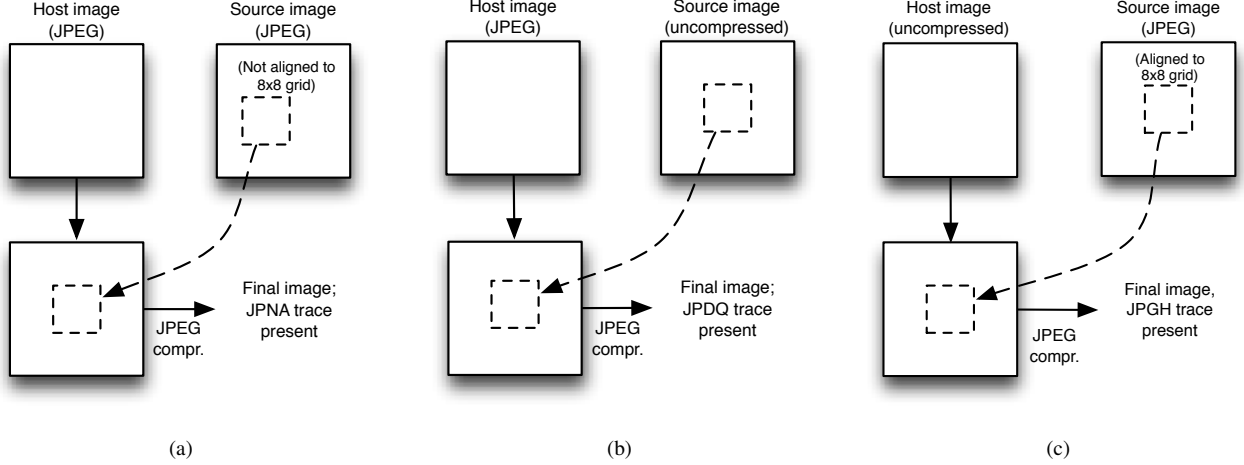 Host image
(JPEG)
Source image
(JPEG)
(Not aligned to
8x8 grid)
JPEG
compr.
Final image;
JPNA trace
present
(a)
Host image
(JPEG)
Source image
(uncompressed)
JPEG
compr.
Final image;
JPDQ trace
present
(b)
Host image
(uncompressed)
Source image
(JPEG)
(Aligned to
8x8 grid)
JPEG
compr.
Final image,
JPGH trace
present
(c)